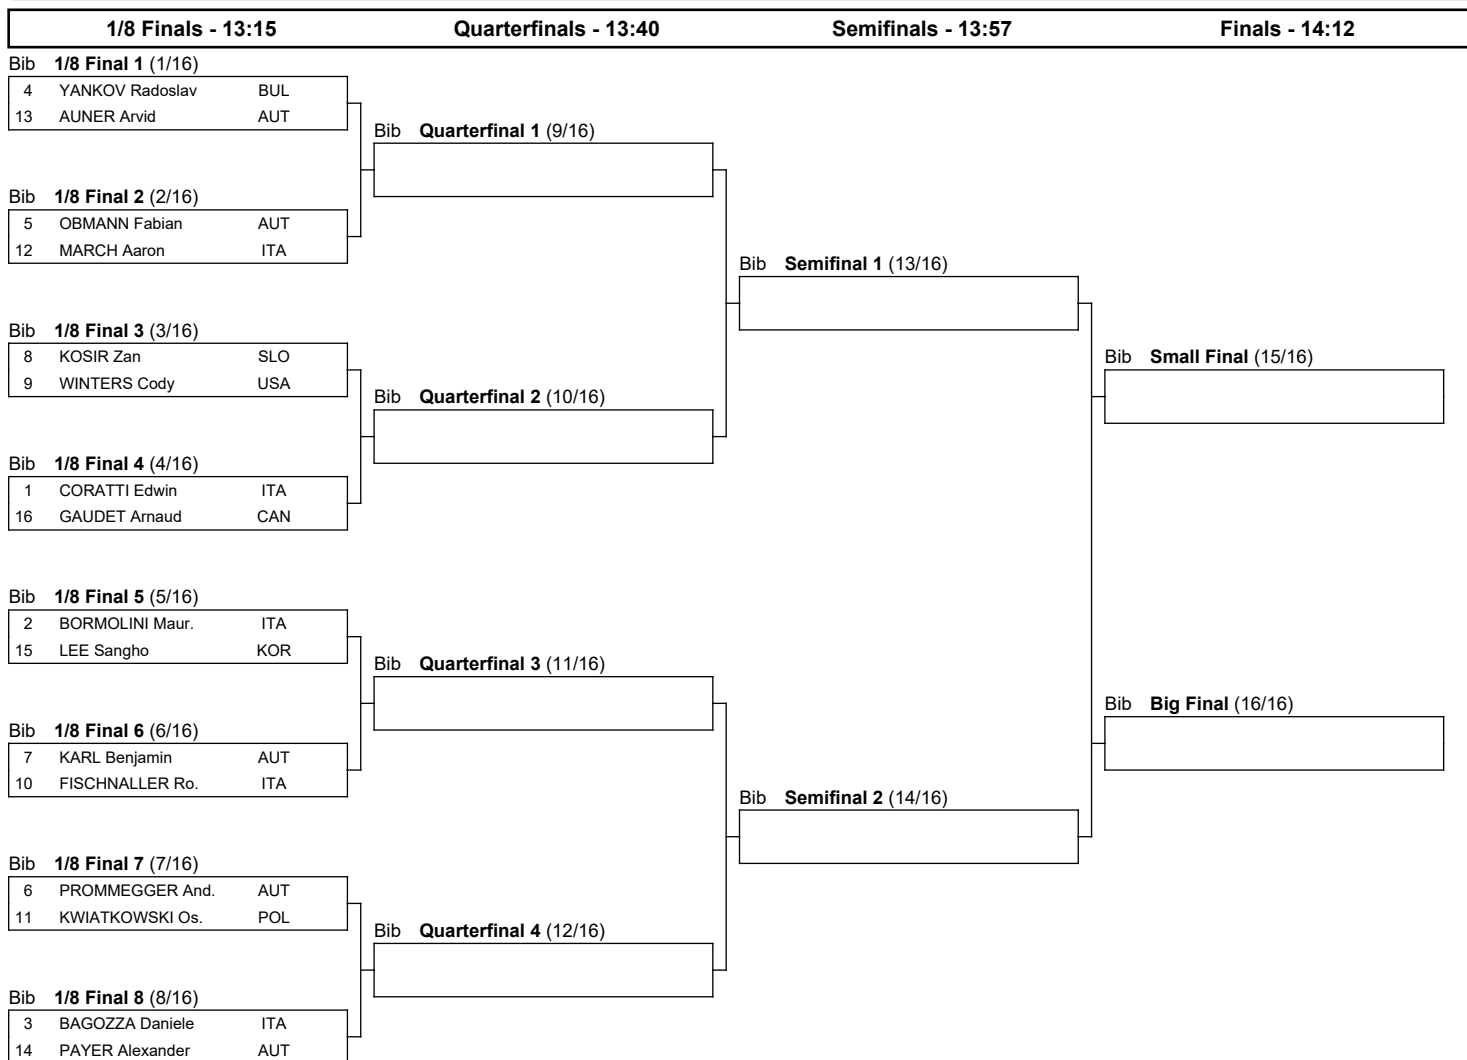 1/8 Finals - 13:15 Quarterfinals - 13:40 Semifinals - 13:57 Finals - 14:12
Bib 1/8 Final 1 (1/16)
4 YANKOV Radoslav BUL
13 AUNER Arvid AUT
Bib 1/8 Final 2 (2/16)
5 OBMANN Fabian AUT
12 MARCH Aaron ITA
Bib 1/8 Final 3 (3/16)
8 KOSIR Zan SLO
9 WINTERS Cody USA
Bib 1/8 Final 4 (4/16)
1 CORATTI Edwin ITA
16 GAUDET Arnaud CAN
Bib 1/8 Final 5 (5/16)
2 BORMOLINI Maur. ITA
15 LEE Sangho KOR
Bib 1/8 Final 6 (6/16)
7 KARL Benjamin AUT
10 FISCHNALLER Ro. ITA
Bib 1/8 Final 7 (7/16)
6 PROMMEGGER And. AUT
11 KWIATKOWSKI Os. POL
Bib 1/8 Final 8 (8/16)
3 BAGOZZA Daniele ITA
14 PAYER Alexander AUT
Bib Quarterfinal 1 (9/16)
Bib Quarterfinal 2 (10/16)
Bib Quarterfinal 3 (11/16)
Bib Quarterfinal 4 (12/16)
Bib Semifinal 1 (13/16)
Bib Semifinal 2 (14/16)
Bib Small Final (15/16)
Bib Big Final (16/16)